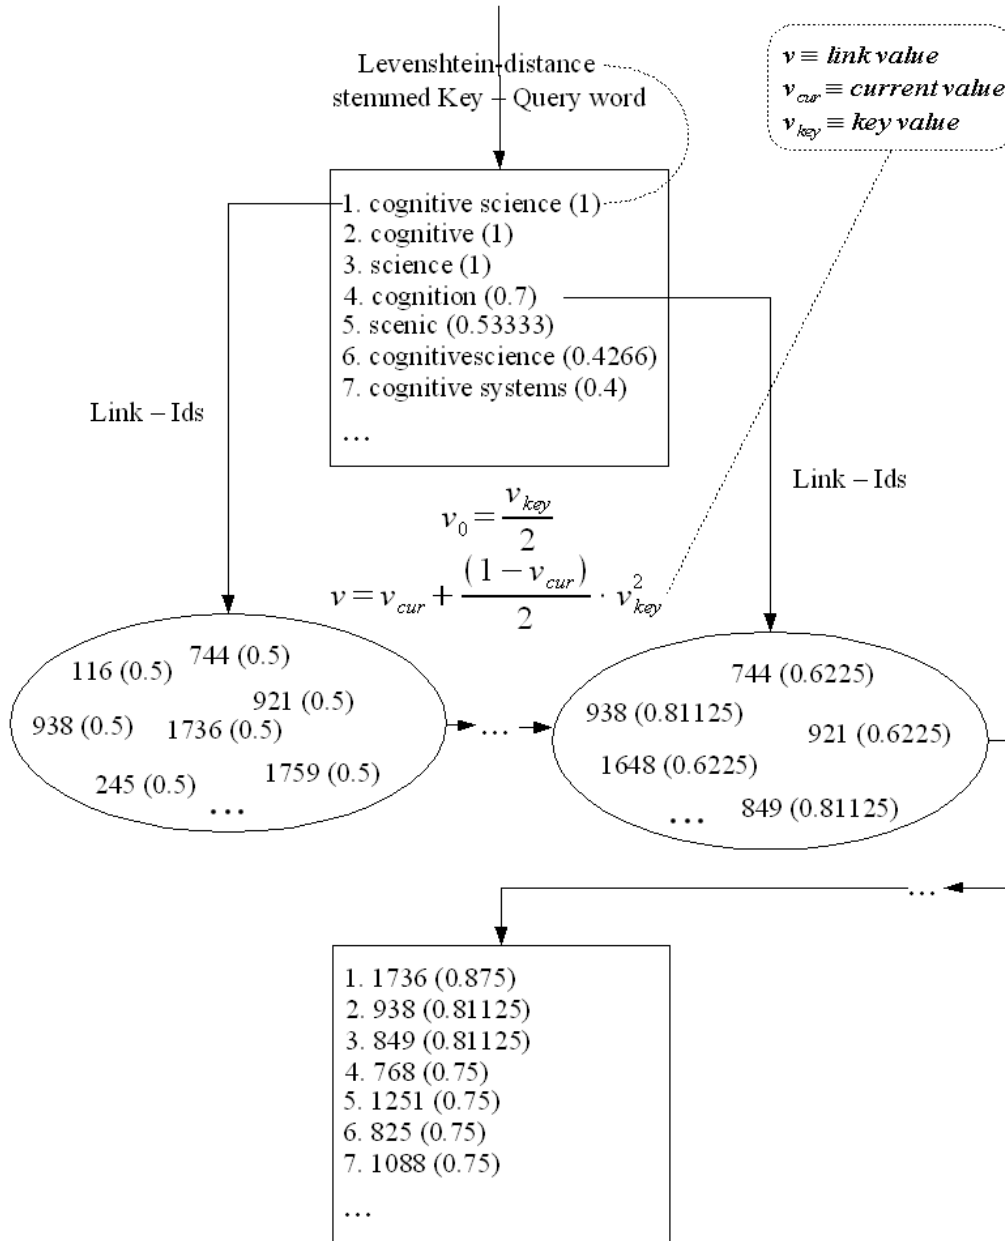 Levenshtein-distance
stemmed Key – Query word
v ≡ link value
v_cur ≡ current value
v_key ≡ key value
1. cognitive science (1)
2. cognitive (1)
3. science (1)
4. cognition (0.7)
5. scenic (0.53333)
6. cognitivescience (0.4266)
7. cognitive systems (0.4)
...
Link – Ids
Link – Ids
v_0 = v_key / 2
v = v_cur + (1 − v_cur) / 2 · v_key^2
116 (0.5)
744 (0.5)
921 (0.5)
938 (0.5)
1736 (0.5)
245 (0.5)
1759 (0.5)
...
...
744 (0.6225)
938 (0.81125)
921 (0.6225)
1648 (0.6225)
849 (0.81125)
...
...
1. 1736 (0.875)
2. 938 (0.81125)
3. 849 (0.81125)
4. 768 (0.75)
5. 1251 (0.75)
6. 825 (0.75)
7. 1088 (0.75)
...